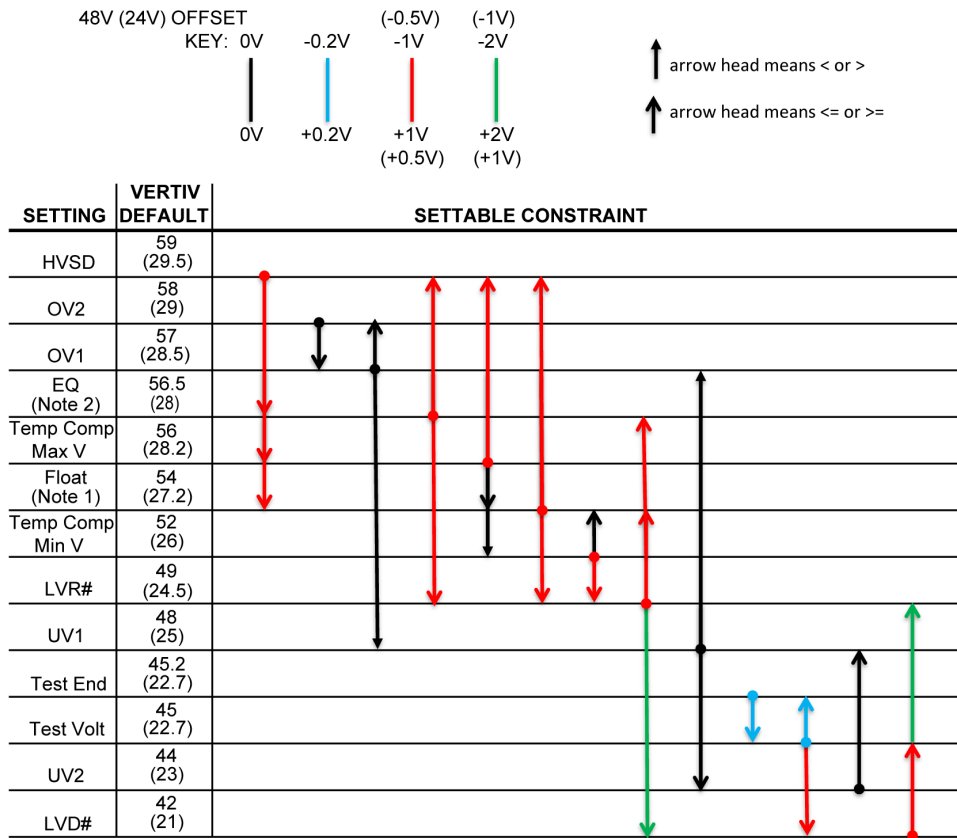 48V (24V) OFFSET (-0.5V) (-1V)
KEY: 0V -0.2V -1V -2V
arrow head means < or >
arrow head means <= or >=
0V +0.2V +1V +2V
(+0.5V) (+1V)
VERTIV
SETTING DEFAULT SETTABLE CONSTRAINT
59
HVSD (29.5)
58
OV2 (29)
57
OV1 (28.5)
EQ 56.5
(Note 2) (28)
Temp Comp 56
Max V (28.2)
Float 54
(Note 1) (27.2)
Temp Comp 52
Min V (26)
49
LVR# (24.5)
48
UV1 (25)
45.2
Test End (22.7)
45
Test Volt (22.7)
44
UV2 (23)
42
LVD# (21)